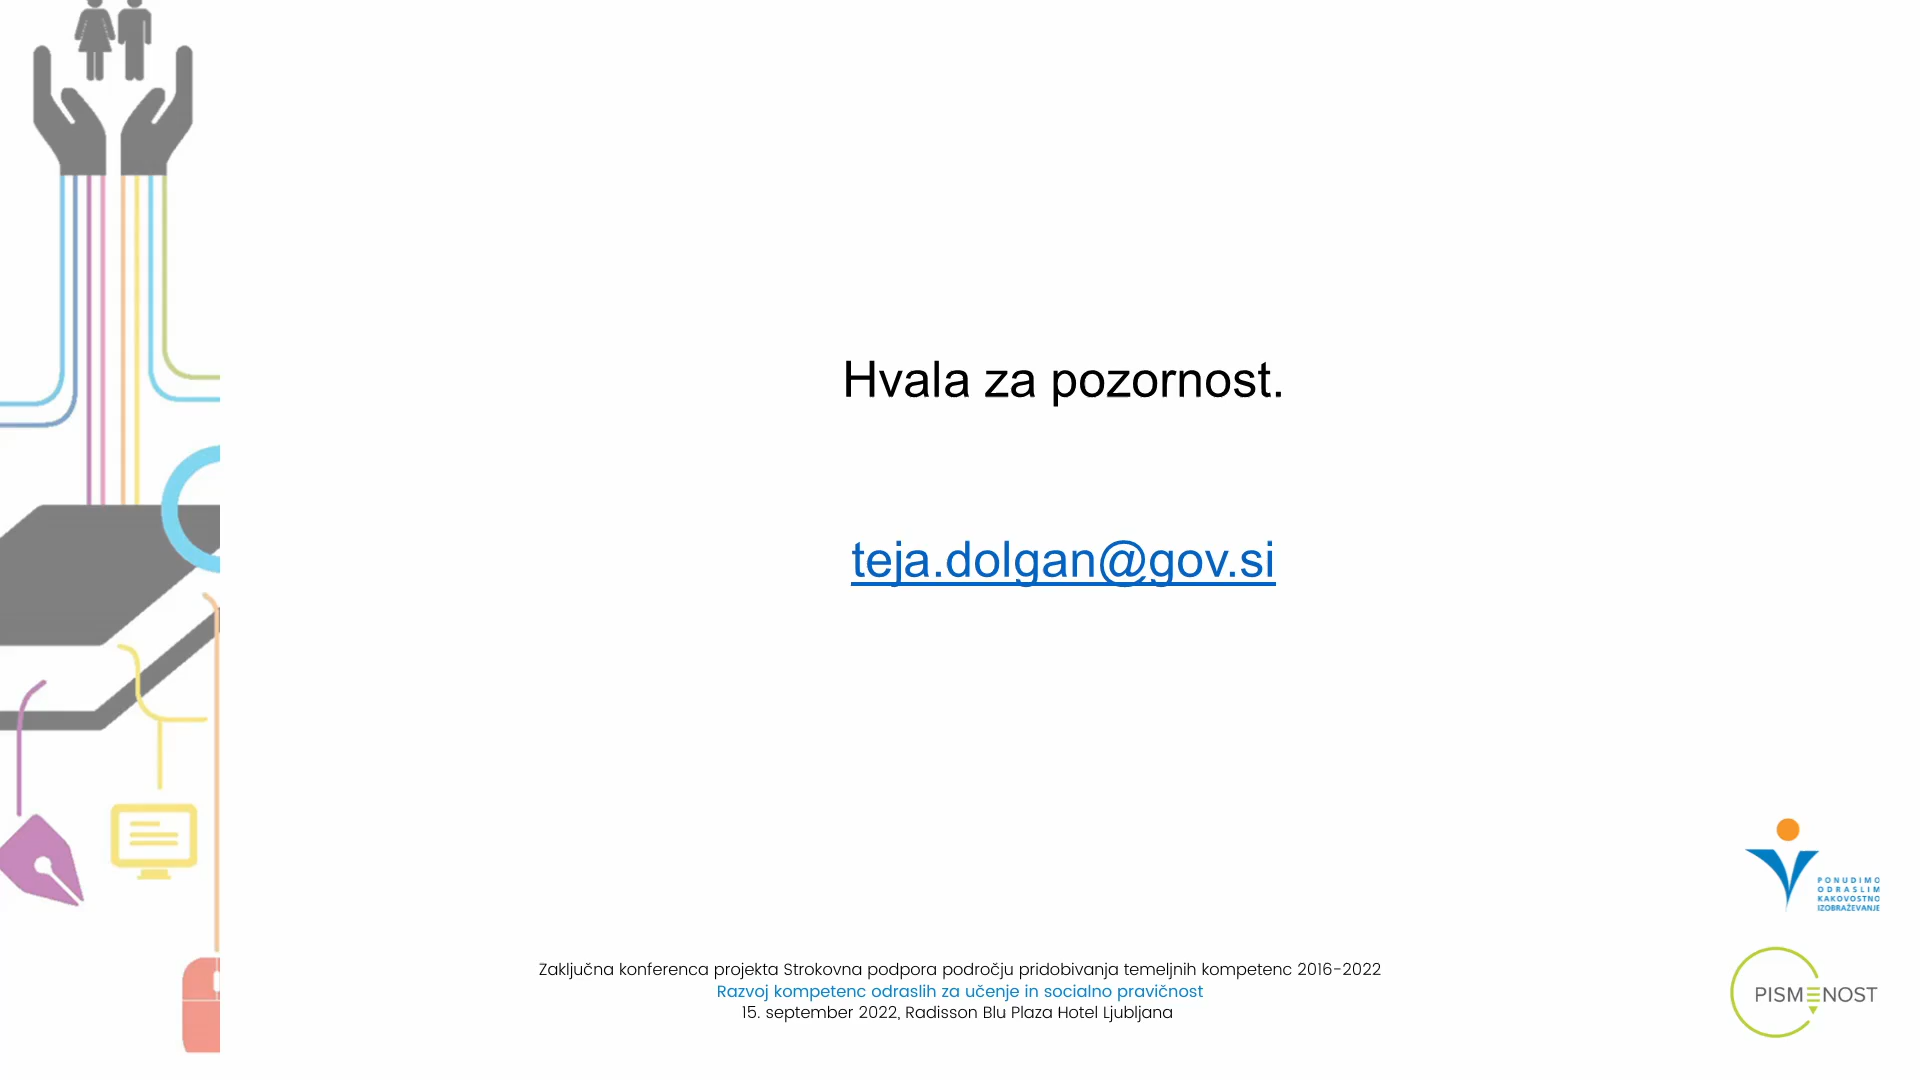 Hvala za pozornost.
teja.dolgan@gov.si
PONUDIMO
ODRASLIM
KAKOVOSTNO
IZOBRAŽEVANJE
Zaključna konferenca projekta Strokovna podpora področju pridobivanja temeljnih kompetenc 2016-2022
Razvoj kompetenc odraslih za učenje in socialno pravičnost
15. september 2022, Radisson Blu Plaza Hotel Ljubljana
PISMENOST